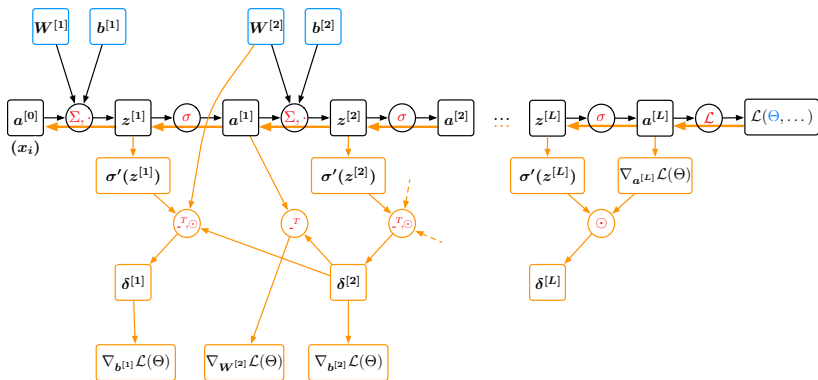 W^{[1]} b^{[1]} W^{[2]} b^{[2]}
a^{[0]} Σ, · z^{[1]} σ a^{[1]} Σ, · z^{[2]} σ a^{[2]} ... z^{[L]} σ a^{[L]} ℒ ℒ(Θ, ...)
(x_i)
σ′(z^{[1]}) σ′(z^{[2]}) σ′(z^{[L]}) ∇_{a^{[L]}}ℒ(Θ)
-^T,⊙ -^T -^T,⊙ ⊙
δ^{[1]} δ^{[2]} δ^{[L]}
∇_{b^{[1]}}ℒ(Θ) ∇_{W^{[2]}}ℒ(Θ) ∇_{b^{[2]}}ℒ(Θ)